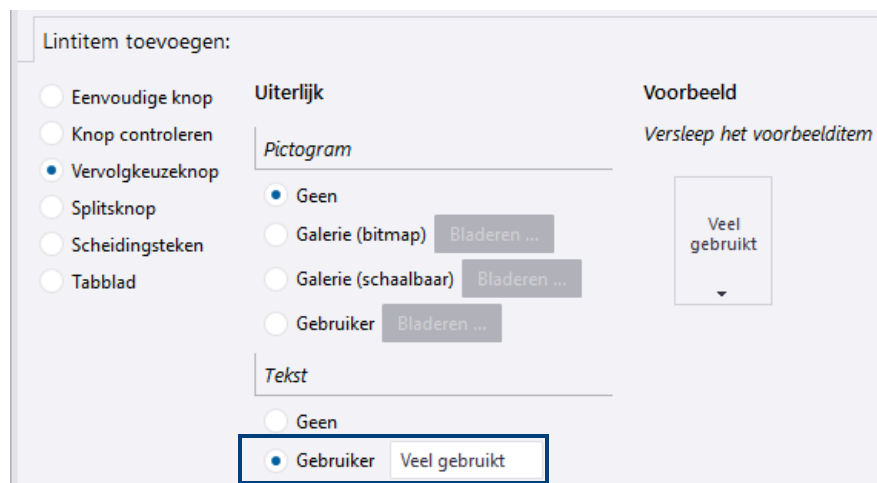 Lintitem toevoegen:
Eenvoudige knop
Knop controleren
Vervolgkeuzeknop
Splitsknop
Scheidingsteken
Tabblad
Uiterlijk
Pictogram
Geen
Galerie (bitmap) Bladeren ...
Galerie (schaalbaar) Bladeren ...
Gebruiker Bladeren ...
Tekst
Geen
Gebruiker Veel gebruikt
Voorbeeld
Versleep het voorbeelditem
Veel
gebruikt